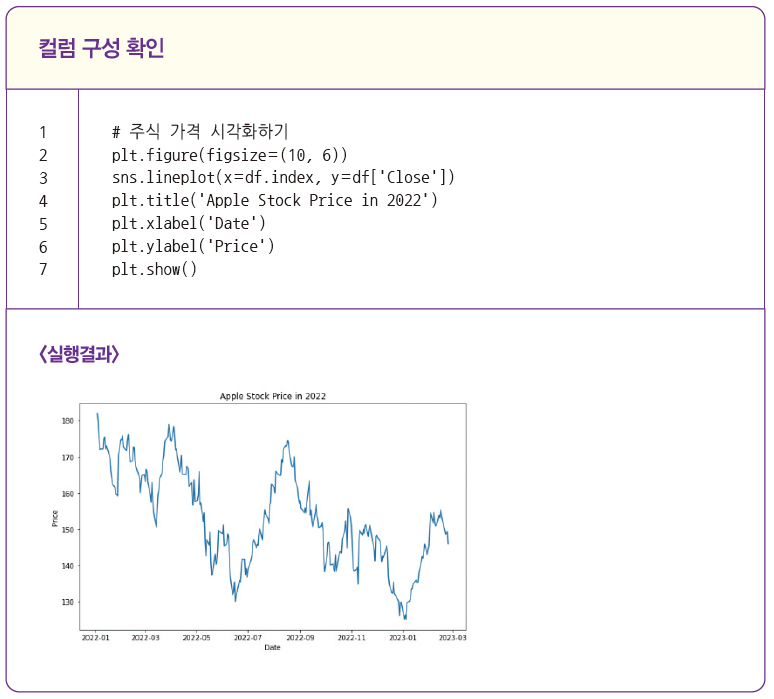 컬럼 구성 확인
1 # 주식 가격 시각화하기
2 plt.figure(figsize=(10, 6))
3 sns.lineplot(x=df.index, y=df['Close'])
4 plt.title('Apple Stock Price in 2022')
5 plt.xlabel('Date')
6 plt.ylabel('Price')
7 plt.show()
<실행결과>
Apple Stock Price in 2022
180
170
160
150
140
130
Price
2022-01 2022-03 2022-05 2022-07 2022-09 2022-11 2023-01 2023-03
Date